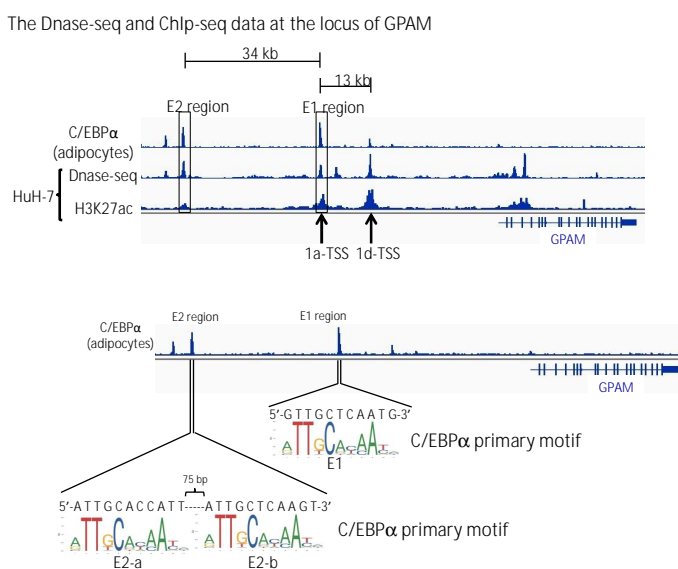 The Dnase-seq and ChIp-seq data at the locus of GPAM
34 kb
13 kb
E2 region
E1 region
C/EBPα
(adipocytes)
Dnase-seq
HuH-7
H3K27ac
1a-TSS
1d-TSS
GPAM
E2 region
E1 region
C/EBPα
(adipocytes)
GPAM
5'-GTTGCTCAATG-3'
C/EBPα primary motif
E1
75 bp
5'-ATTGCACCATT-----ATTGCTCAAGT-3'
C/EBPα primary motif
E2-a
E2-b